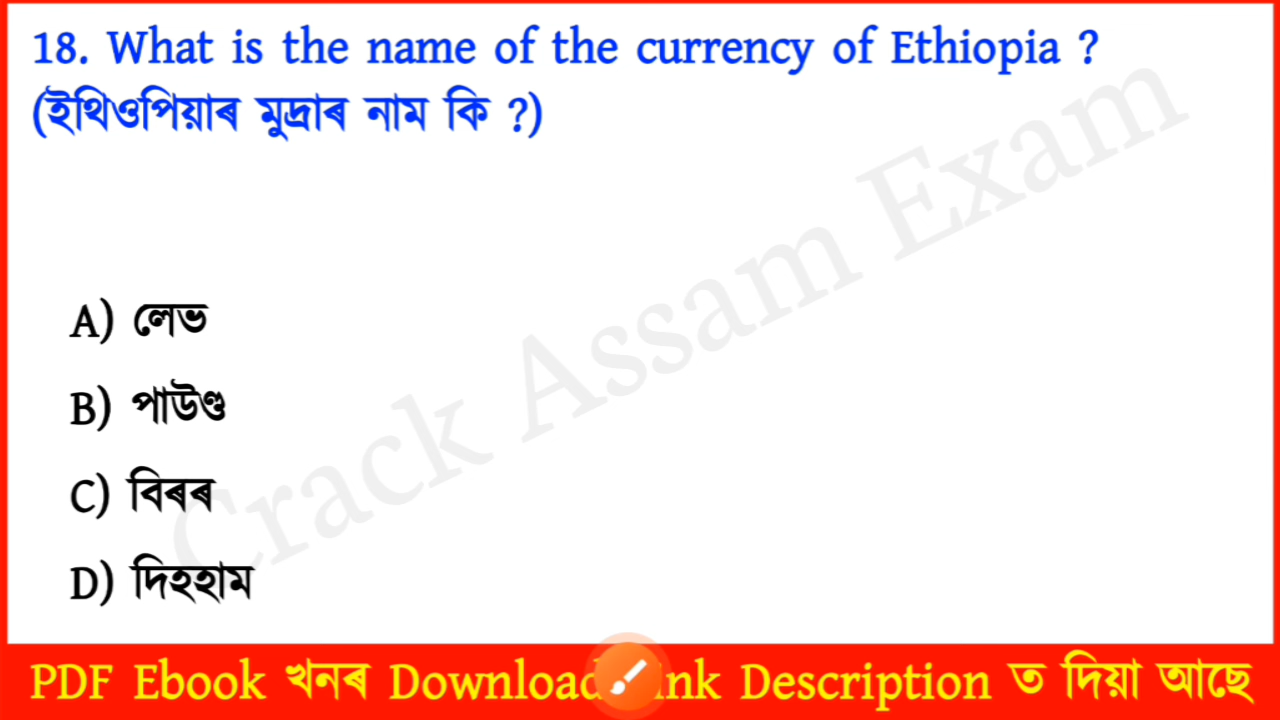 18. What is the name of the currency of Ethiopia ?
(ইথিওপিয়াৰ মুদ্ৰাৰ নাম কি ?)
A) লেভ
B) পাউণ্ড
C) বিৰৰ
D) দিহহাম
Crack Assam Exam
PDF Ebook খনৰ Download Description ত দিয়া আছে